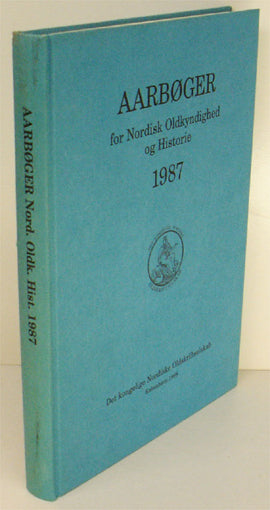 AARBØGER
for Nordisk Oldkyndighed
og Historie
1987
Det kongelige Nordiske Oldskriftselskab
AARBØGER Nord. Oldk. Hist. 1987